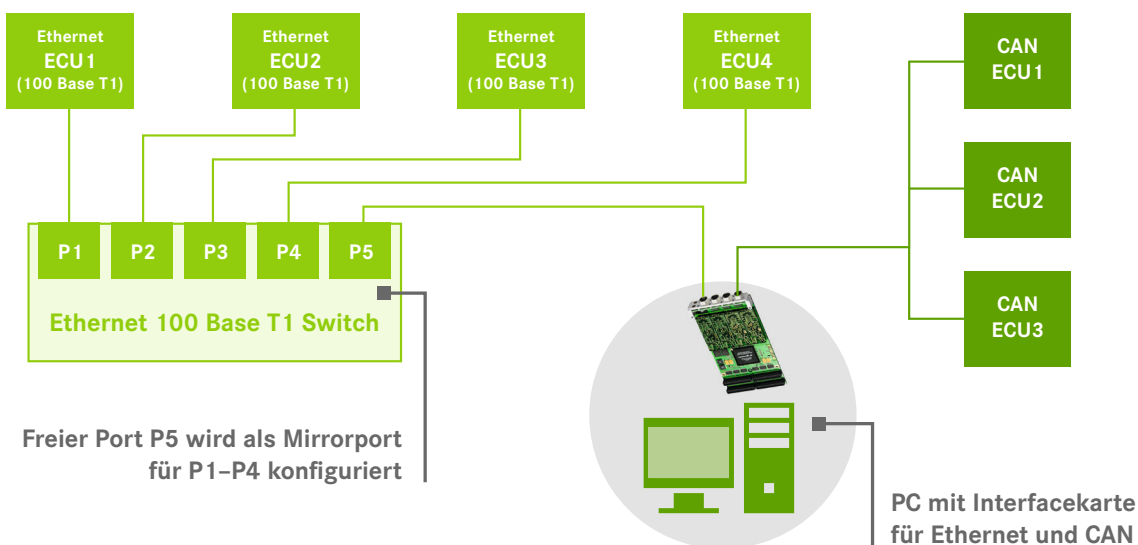 Ethernet
ECU1
(100 Base T1)
Ethernet
ECU2
(100 Base T1)
Ethernet
ECU3
(100 Base T1)
Ethernet
ECU4
(100 Base T1)
CAN
ECU1
CAN
ECU2
CAN
ECU3
P1
P2
P3
P4
P5
Ethernet 100 Base T1 Switch
Freier Port P5 wird als Mirrorport
für P1–P4 konfiguriert
PC mit Interfacekarte
für Ethernet und CAN